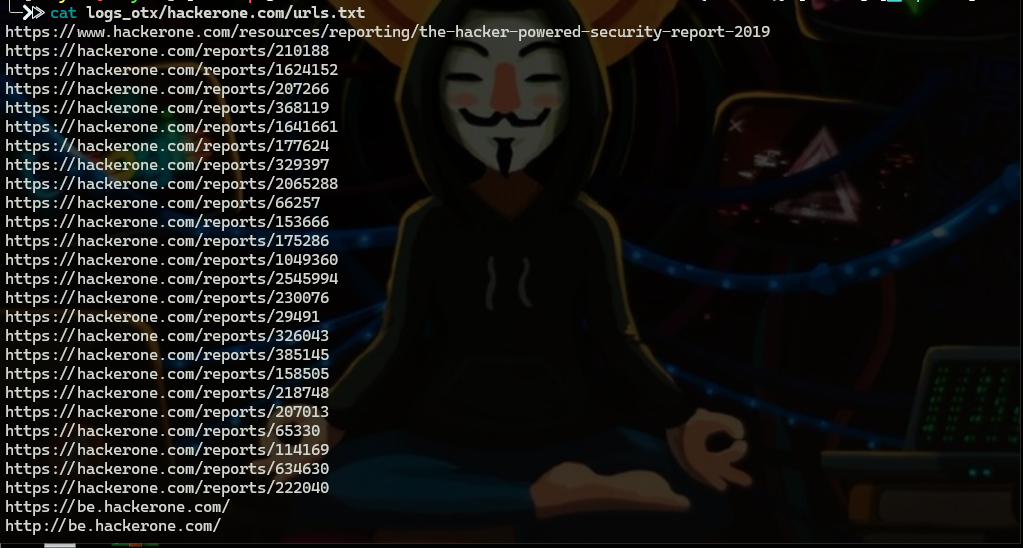 cat logs_otx/hackerone.com/urls.txt
https://www.hackerone.com/resources/reporting/the-hacker-powered-security-report-2019
https://hackerone.com/reports/210188
https://hackerone.com/reports/1624152
https://hackerone.com/reports/207266
https://hackerone.com/reports/368119
https://hackerone.com/reports/1641661
https://hackerone.com/reports/177624
https://hackerone.com/reports/329397
https://hackerone.com/reports/2065288
https://hackerone.com/reports/66257
https://hackerone.com/reports/153666
https://hackerone.com/reports/175286
https://hackerone.com/reports/1049360
https://hackerone.com/reports/2545994
https://hackerone.com/reports/230076
https://hackerone.com/reports/29491
https://hackerone.com/reports/326043
https://hackerone.com/reports/385145
https://hackerone.com/reports/158505
https://hackerone.com/reports/218748
https://hackerone.com/reports/207013
https://hackerone.com/reports/65330
https://hackerone.com/reports/114169
https://hackerone.com/reports/634630
https://hackerone.com/reports/222040
https://be.hackerone.com/
http://be.hackerone.com/